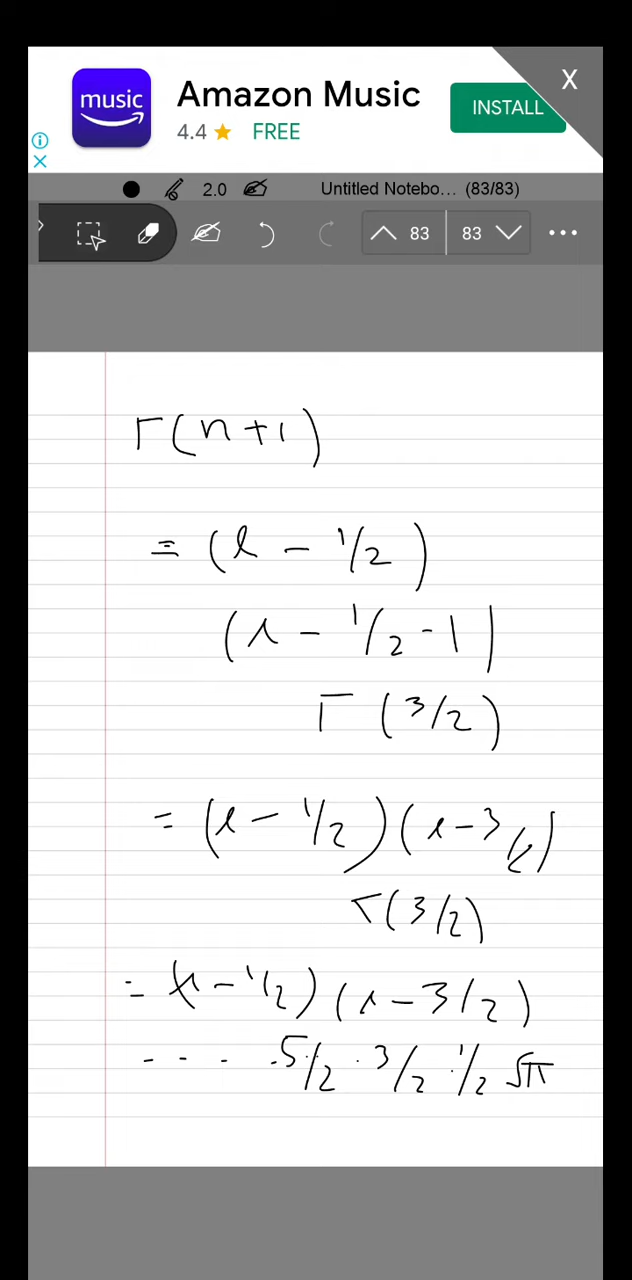 Amazon Music
music
INSTALL
X
4.4 ★ FREE
2.0 Untitled Notebo... (83/83)
83 83
Γ(n+1)
= (r - 1/2)
(r - 1/2 - 1)
Γ (3/2)
= (r - 1/2)(r - 3/2)
Γ(3/2)
= (r - 1/2)(r - 3/2)
- - - . 5/2 . 3/2 . 1/2 √π